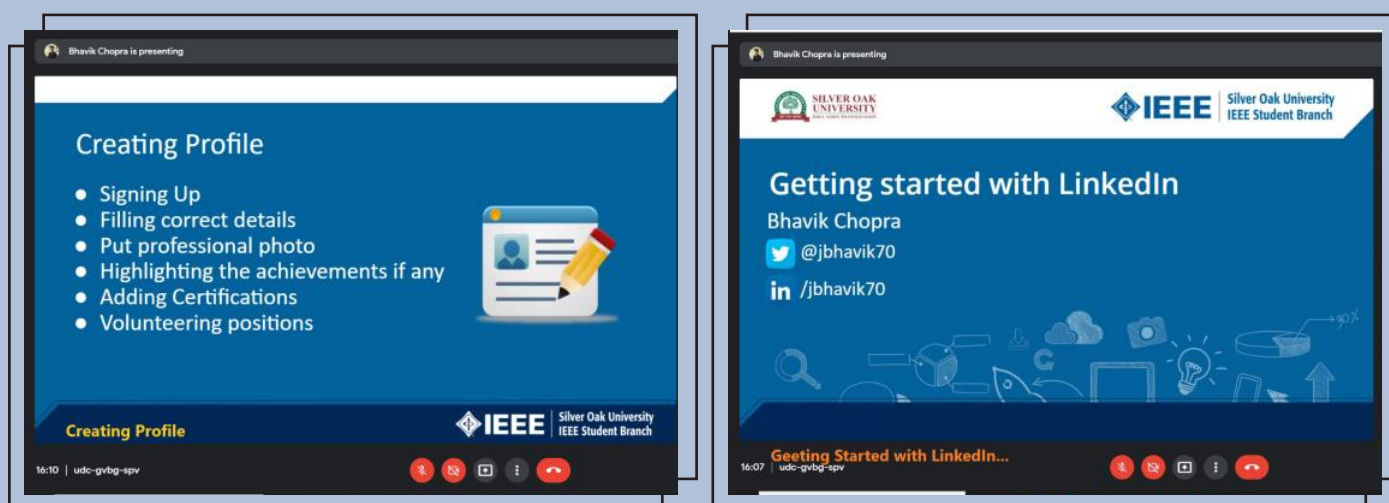 Bhavik Chopra is presenting
Creating Profile
● Signing Up
● Filling correct details
● Put professional photo
● Highlighting the achievements if any
● Adding Certifications
● Volunteering positions
Creating Profile
IEEE
Silver Oak University
IEEE Student Branch
16:10 | udc-gvbg-spv
Bhavik Chopra is presenting
SILVER OAK
UNIVERSITY
IEEE
Silver Oak University
IEEE Student Branch
Getting started with LinkedIn
Bhavik Chopra
@jbhavik70
in /jbhavik70
90%
Geeting Started with LinkedIn...
16:07 | udc-gvbg-spv